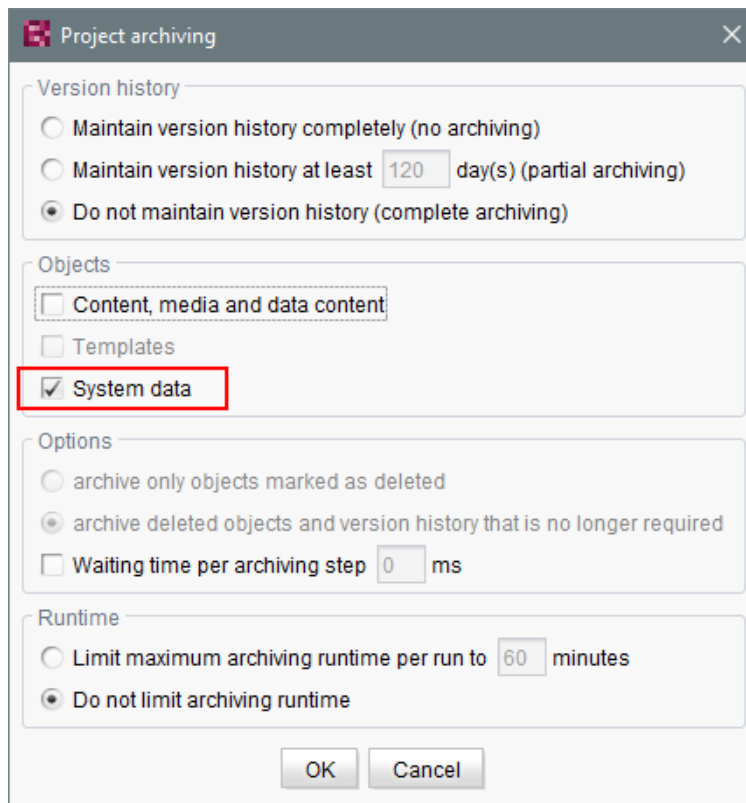 Project archiving
Version history
Maintain version history completely (no archiving)
Maintain version history at least 120 day(s) (partial archiving)
Do not maintain version history (complete archiving)
Objects
Content, media and data content
Templates
System data
Options
archive only objects marked as deleted
archive deleted objects and version history that is no longer required
Waiting time per archiving step 0 ms
Runtime
Limit maximum archiving runtime per run to 60 minutes
Do not limit archiving runtime
OK Cancel